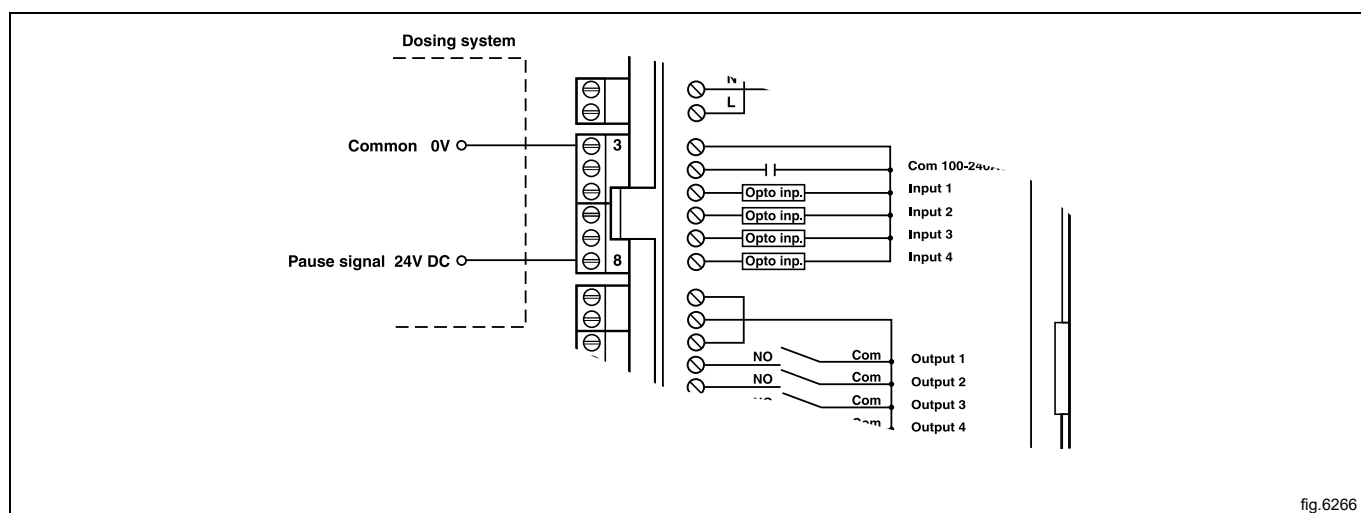 Dosing system
N
L
Common 0V
3
Com
Input 1
Opto inp.
Input 2
Opto inp.
Input 3
Opto inp.
Input 4
Opto inp.
Pause signal 24V DC
8
NO Com Output 1
NO Com Output 2
Com Output 3
Output 4
fig.6266